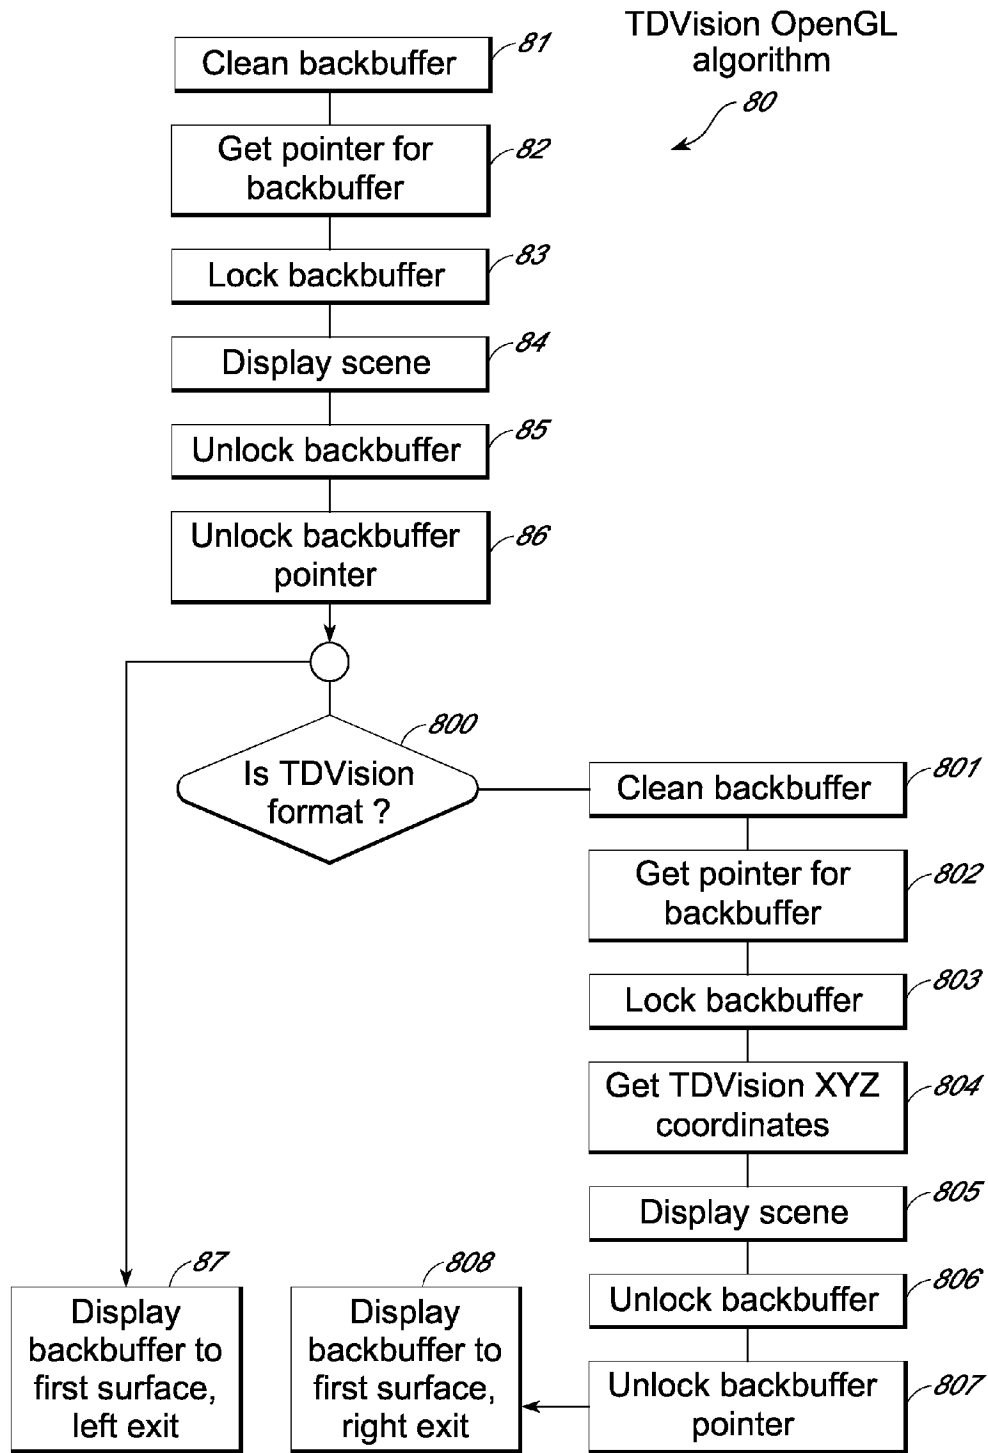 TDVision OpenGL
algorithm
80
Clean backbuffer
81
Get pointer for
backbuffer
82
Lock backbuffer
83
Display scene
84
Unlock backbuffer
85
Unlock backbuffer
pointer
86
Is TDVision
format ?
800
Clean backbuffer
801
Get pointer for
backbuffer
802
Lock backbuffer
803
Get TDVision XYZ
coordinates
804
Display scene
805
Unlock backbuffer
806
Unlock backbuffer
pointer
807
Display
backbuffer to
first surface,
left exit
87
Display
backbuffer to
first surface,
right exit
808